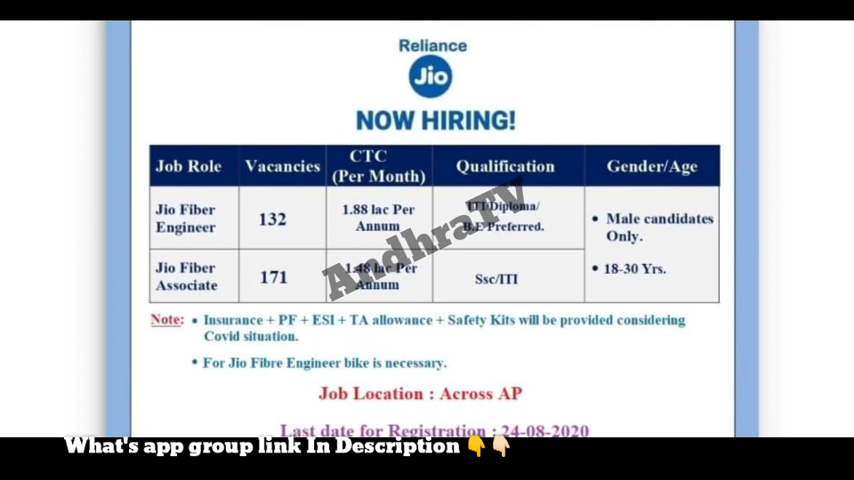 Reliance
Jio
NOW HIRING!
Job Role
Vacancies
CTC
(Per Month)
Qualification
Gender/Age
Jio Fiber
Engineer
132
1.88 lac Per
Annum
ITI/Diploma/
B.E Preferred.
• Male candidates
Only.
• 18-30 Yrs.
Jio Fiber
Associate
171
1.48 lac Per
Annum
Ssc/ITI
AndhraTV
Note: • Insurance + PF + ESI + TA allowance + Safety Kits will be provided considering
Covid situation.
• For Jio Fibre Engineer bike is necessary.
Job Location : Across AP
Last date for Registration : 24-08-2020
What's app group link In Description 👇👇🏻